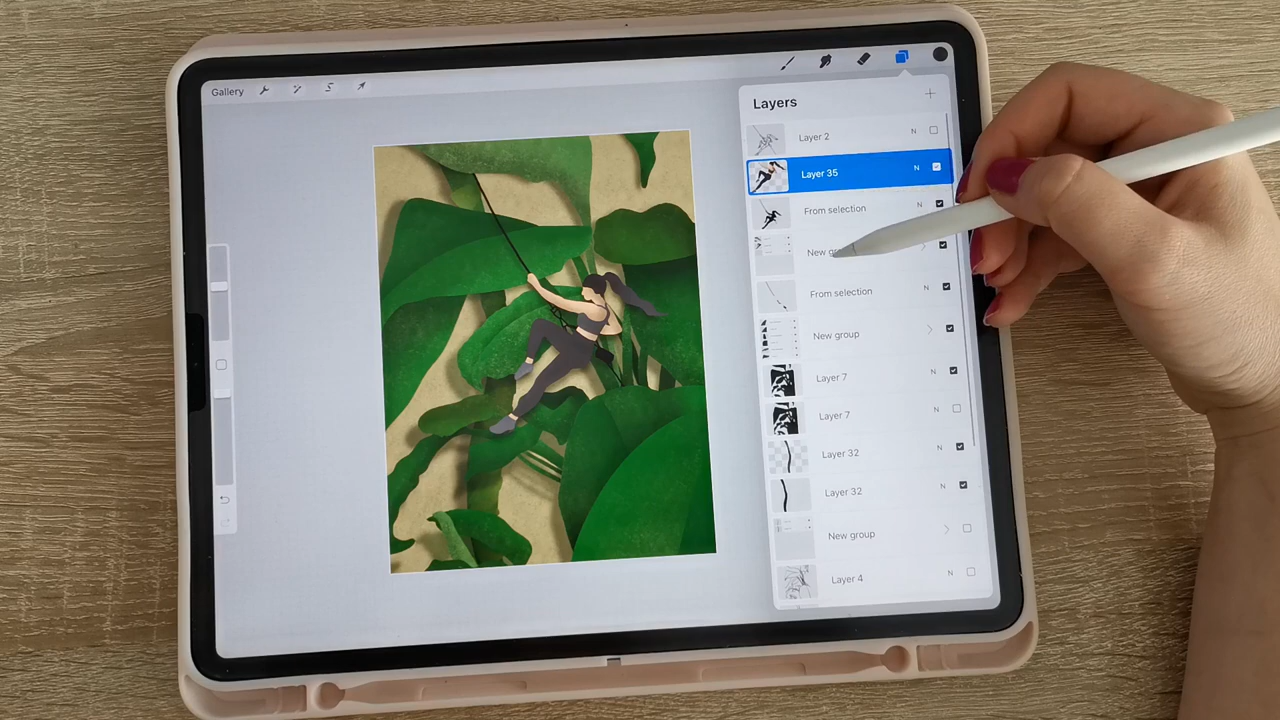 Gallery
Layers
Layer 2 N
Layer 35 N
From selection N
New
From selection N
New group
Layer 7 N
Layer 7 N
Layer 32 N
Layer 32 N
New group
Layer 4 N